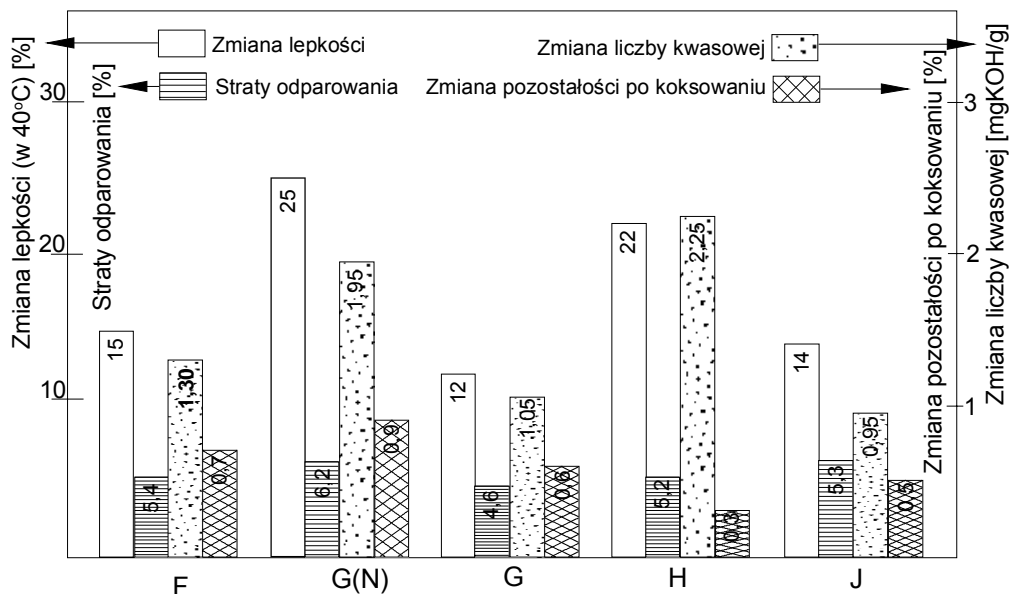 Zmiana lepkości (w 40°C) [%]
Straty odparowania [%]
Zmiana lepkości
Straty odparowania
Zmiana liczby kwasowej
Zmiana pozostałości po koksowaniu
Zmiana pozostałości po koksowaniu [%]
Zmiana liczby kwasowej [mgKOH/g]
30
20
10
3
2
1
15
5,4
1,30
0,7
25
6,2
1,95
0,9
12
4,6
1,05
0,6
22
5,2
2,25
0,3
14
5,3
0,95
0,5
F
G(N)
G
H
J